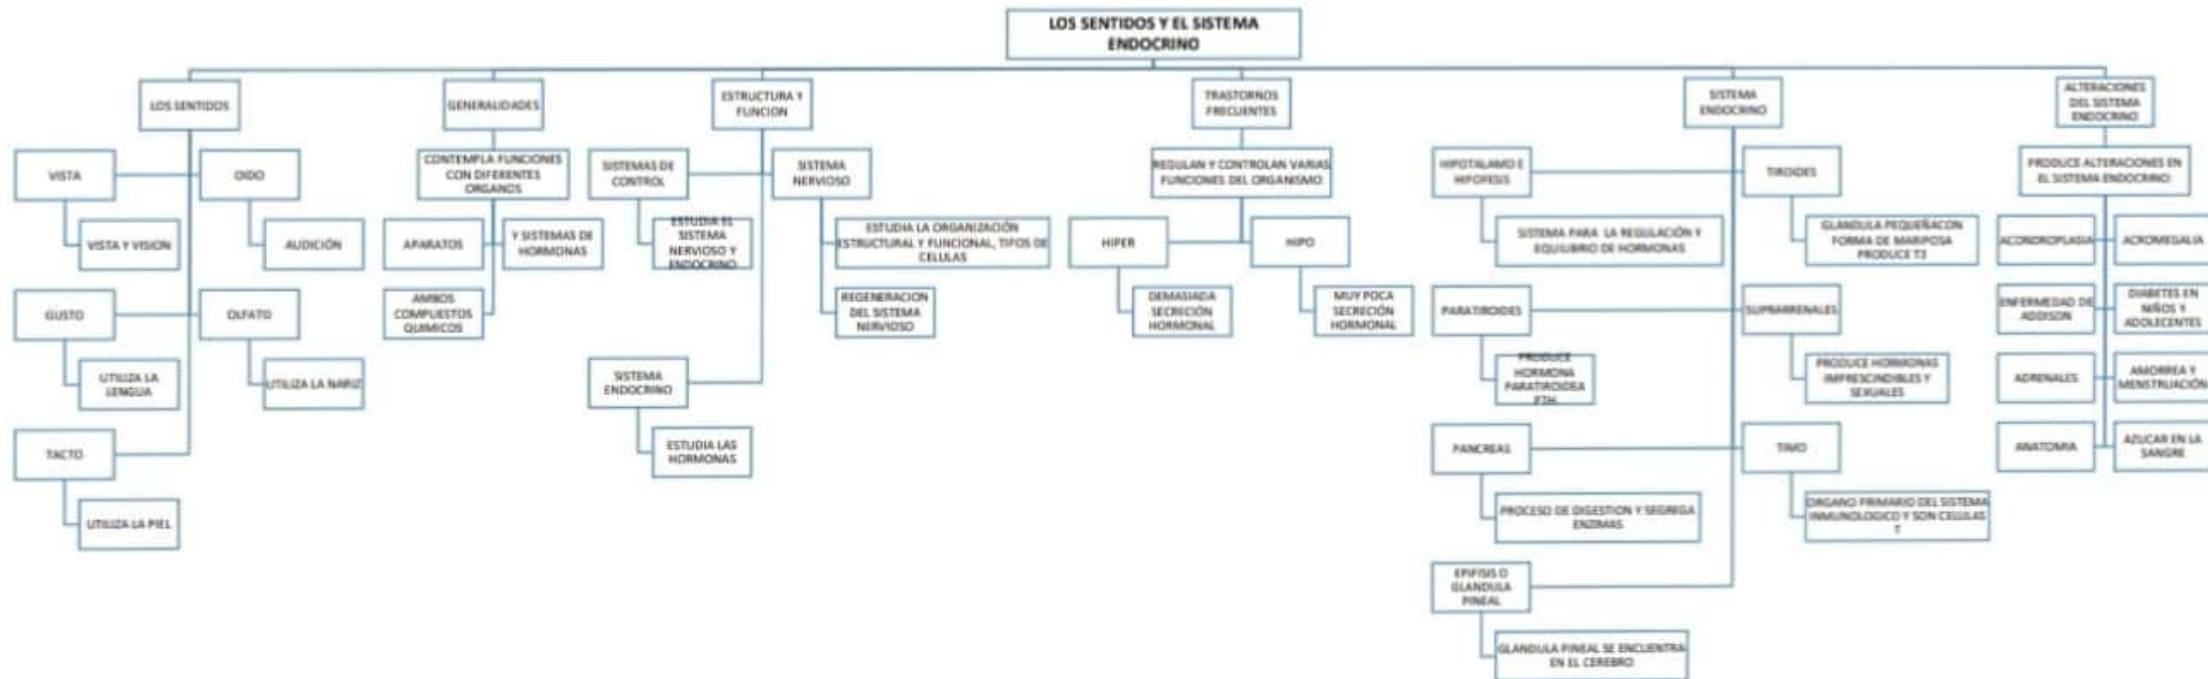 LOS SENTIDOS Y EL SISTEMA
ENDOCRINO
LOS SENTIDOS
VISTA
VISTA Y VISION
OIDO
AUDICIÓN
GUSTO
UTILIZA LA
LENGUA
OLFATO
UTILIZA LA NARIZ
TACTO
UTILIZA LA PIEL
GENERALIDADES
CONTEMPLA FUNCIONES
CON DIFERENTES
ORGANOS
APARATOS
Y SISTEMAS DE
HORMONAS
AMBOS
COMPUESTOS
QUIMICOS
ESTRUCTURA Y
FUNCION
SISTEMAS DE
CONTROL
ESTUDIA EL
SISTEMA
NERVIOSO Y
ENDOCRINO
SISTEMA
NERVIOSO
ESTUDIA LA ORGANIZACIÓN
ESTRUCTURAL Y FUNCIONAL, TIPOS DE
CELULAS
REGENERACION
DEL SISTEMA
NERVIOSO
SISTEMA
ENDOCRINO
ESTUDIA LAS
HORMONAS
TRASTORNOS
FRECUENTES
REGULAN Y CONTROLAN VARIAS
FUNCIONES DEL ORGANISMO
HIPER
DEMASIADA
SECRECIÓN
HORMONAL
HIPO
MUY POCA
SECRECIÓN
HORMONAL
SISTEMA
ENDOCRINO
HIPOTALAMO E
HIPOFESIS
SISTEMA PARA LA REGULACIÓN Y
EQUILIBRIO DE HORMONAS
TIROIDES
GLANDULA PEQUEÑACON
FORMA DE MARIPOSA
PRODUCE T3
PARATIROIDES
PRODUCE
HORMONA
PARATIROIDEA
PTH
SUPRARRENALES
PRODUCE HORMONAS
IMPRESCINDIBLES Y
SEXUALES
PANCREAS
PROCESO DE DIGESTION Y SEGREGA
ENZIMAS
TIMO
ORGANO PRIMARIO DEL SISTEMA
INMUNOLOGICO Y SON CELULAS
T
EPIFISIS O
GLANDULA
PINEAL
GLANDULA PINEAL SE ENCUENTRA
EN EL CEREBRO
ALTERACIONES
DEL SISTEMA
ENDOCRINO
PRODUCE ALTERACIONES EN
EL SISTEMA ENDOCRINO
ACONDROPLASIA
ACROMEGALIA
ENFERMEDAD DE
ADDISON
DIABETES EN
NIÑOS Y
ADOLECENTES
ADRENALES
AMORREA Y
MENSTRUACIÓN
ANATOMIA
AZUCAR EN LA
SANGRE